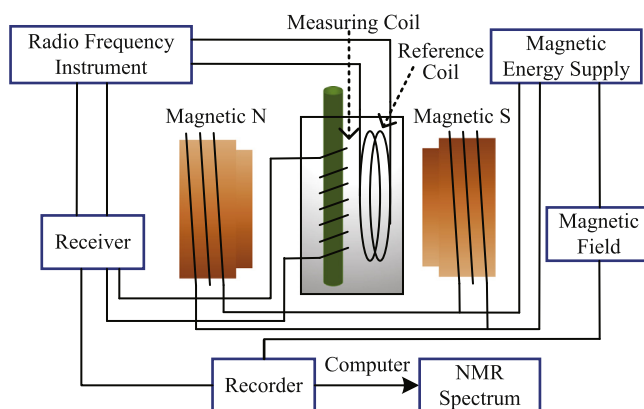 Measuring Coil
Radio Frequency
Instrument
Reference
Coil
Magnetic
Energy Supply
Magnetic N
Magnetic S
Receiver
Magnetic
Field
Computer
Recorder
NMR
Spectrum